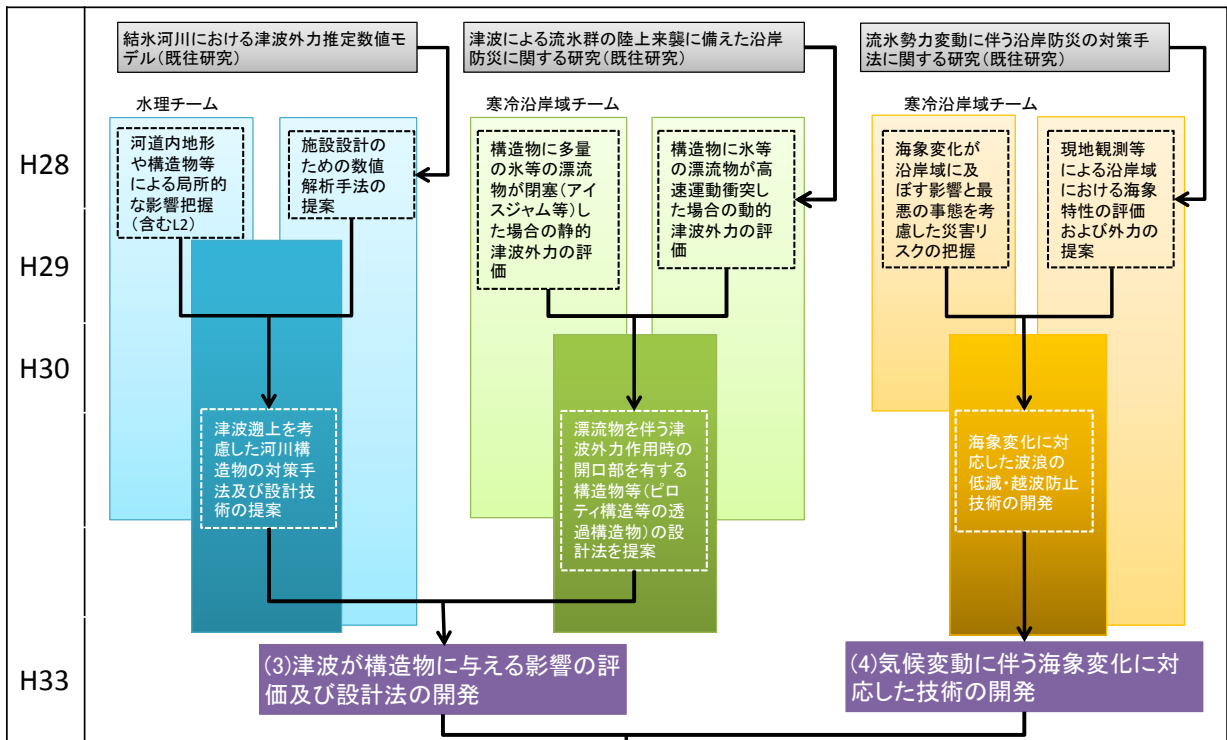 結氷河川における津波外力推定数値モ
デル(既往研究)
津波による流氷群の陸上来襲に備えた沿岸
防災に関する研究(既往研究)
流氷勢力変動に伴う沿岸防災の対策手
法に関する研究(既往研究)
水理チーム
寒冷沿岸域チーム
寒冷沿岸域チーム
H28
河道内地形
や構造物等
による局所的
な影響把握
(含むL2)
施設設計の
ための数値
解析手法の
提案
構造物に多量
の氷等の漂流
物が閉塞(アイ
スジャム等)し
た場合の静的
津波外力の評
価
構造物に氷等
の漂流物が高
速運動衝突し
た場合の動的
津波外力の評
価
海象変化が
沿岸域に及
ぼす影響と最
悪の事態を考
慮した災害リ
スクの把握
現地観測等
による沿岸域
における海象
特性の評価
および外力の
提案
H29
H30
津波遡上を考
慮した河川構
造物の対策手
法及び設計技
術の提案
漂流物を伴う津
波外力作用時の
開口部を有する
構造物等(ピロ
ティ構造等の透
過構造物)の設
計法を提案
海象変化に対
応した波浪の
低減・越波防止
技術の開発
H33
(3)津波が構造物に与える影響の評
価及び設計法の開発
(4)気候変動に伴う海象変化に対
応した技術の開発